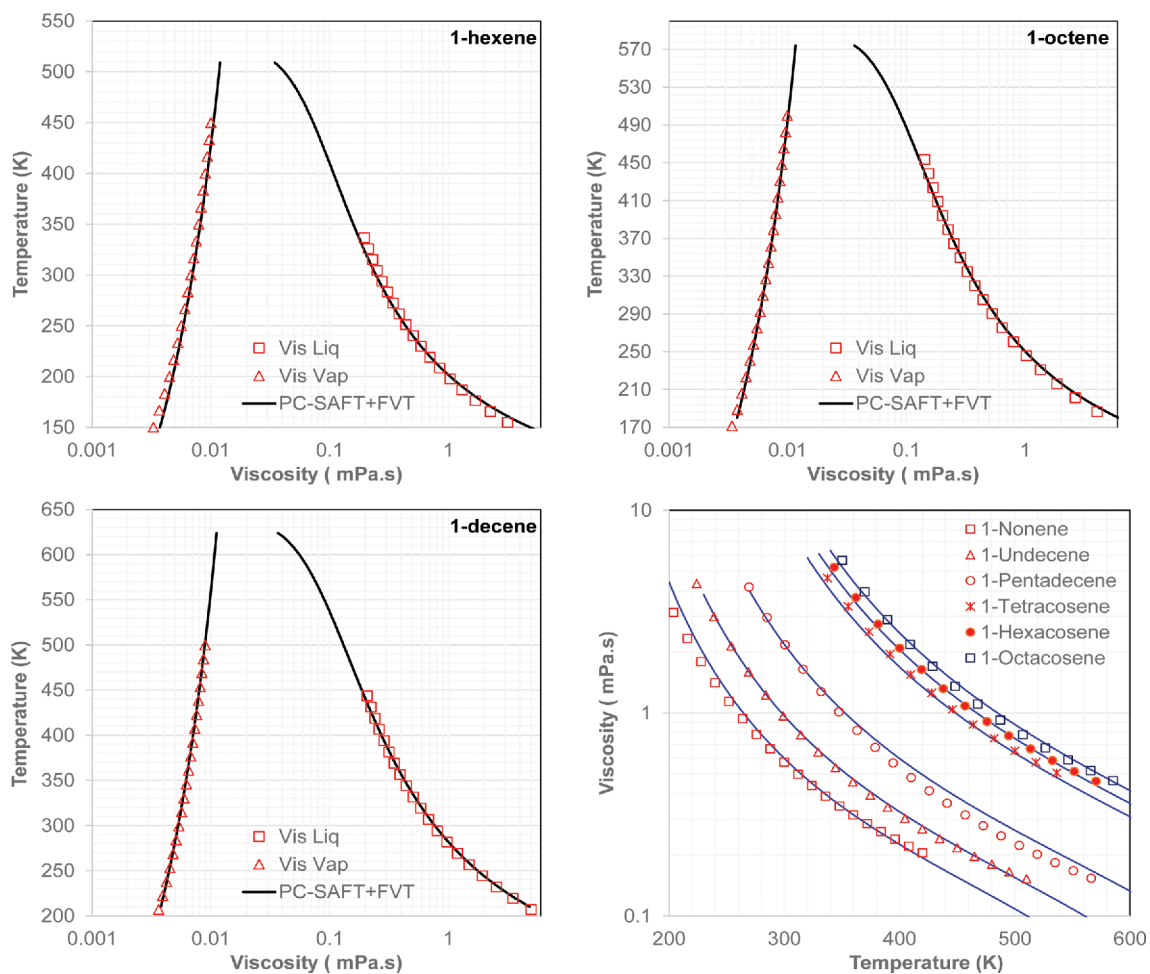 1-hexene
550
500
450
400
350
300
250
200
150
Temperature (K)
Vis Liq
Vis Vap
PC-SAFT+FVT
0.001
0.01
0.1
1
Viscosity ( mPa.s)
1-octene
570
530
490
450
410
370
330
290
250
210
170
Temperature (K)
Vis Liq
Vis Vap
PC-SAFT+FVT
0.001
0.01
0.1
1
Viscosity ( mPa.s)
1-decene
650
600
550
500
450
400
350
300
250
200
Temperature (K)
Vis Liq
Vis Vap
PC-SAFT+FVT
0.001
0.01
0.1
1
Viscosity ( mPa.s)
10
1
0.1
Viscosity ( mPa.s)
1-Nonene
1-Undecene
1-Pentadecene
1-Tetracosene
1-Hexacosene
1-Octacosene
200
300
400
500
600
Temperature (K)